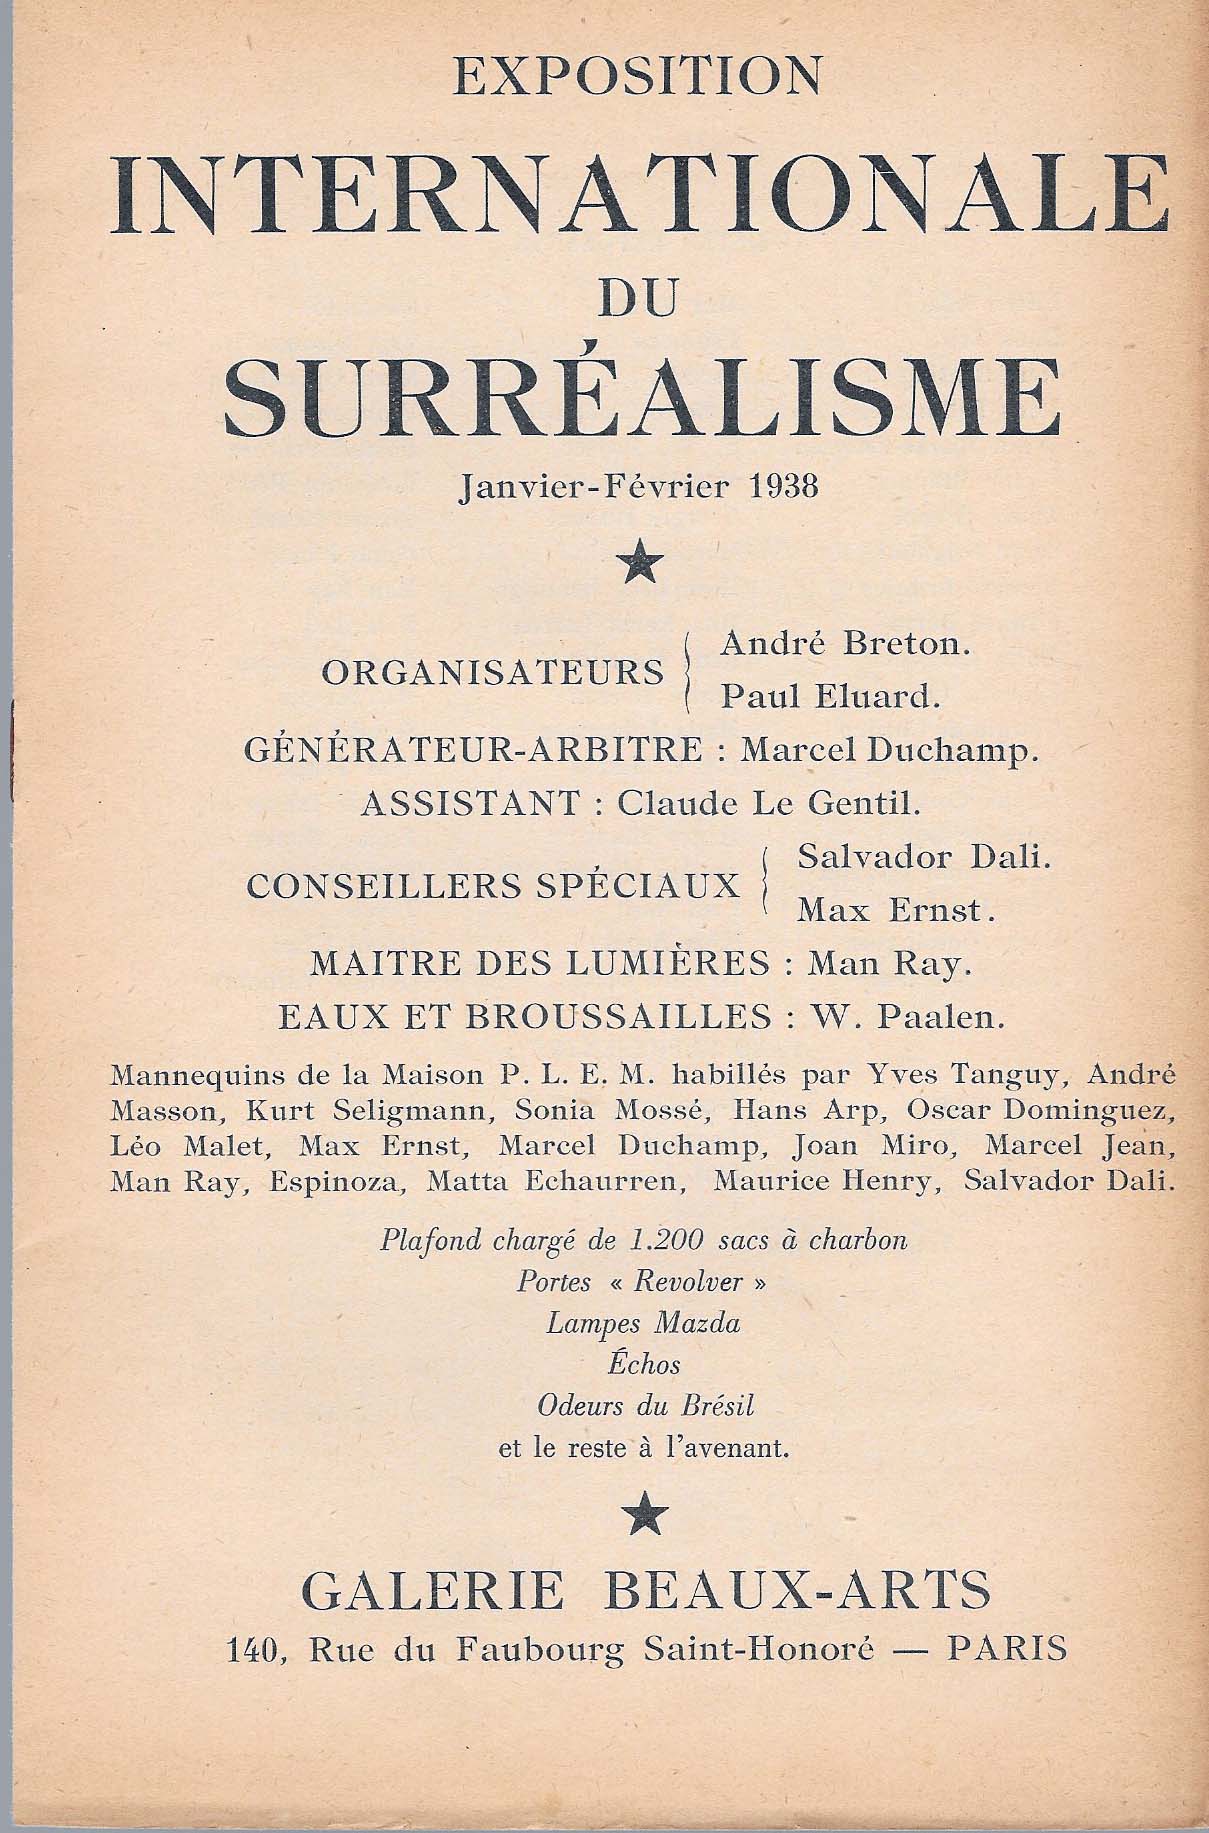 EXPOSITION
INTERNATIONALE
DU
SURRÉALISME
Janvier-Février 1938
★
ORGANISATEURS { André Breton.
Paul Eluard.
GÉNÉRATEUR-ARBITRE : Marcel Duchamp.
ASSISTANT : Claude Le Gentil.
CONSEILLERS SPÉCIAUX { Salvador Dali.
Max Ernst.
MAITRE DES LUMIÈRES : Man Ray.
EAUX ET BROUSSAILLES : W. Paalen.
Mannequins de la Maison P. L. E. M. habillés par Yves Tanguy, André
Masson, Kurt Seligmann, Sonia Mossé, Hans Arp, Oscar Dominguez,
Léo Malet, Max Ernst, Marcel Duchamp, Joan Miro, Marcel Jean,
Man Ray, Espinoza, Matta Echaurren, Maurice Henry, Salvador Dali.
Plafond chargé de 1.200 sacs à charbon
Portes « Revolver »
Lampes Mazda
Échos
Odeurs du Brésil
et le reste à l'avenant.
★
GALERIE BEAUX-ARTS
140, Rue du Faubourg Saint-Honoré — PARIS